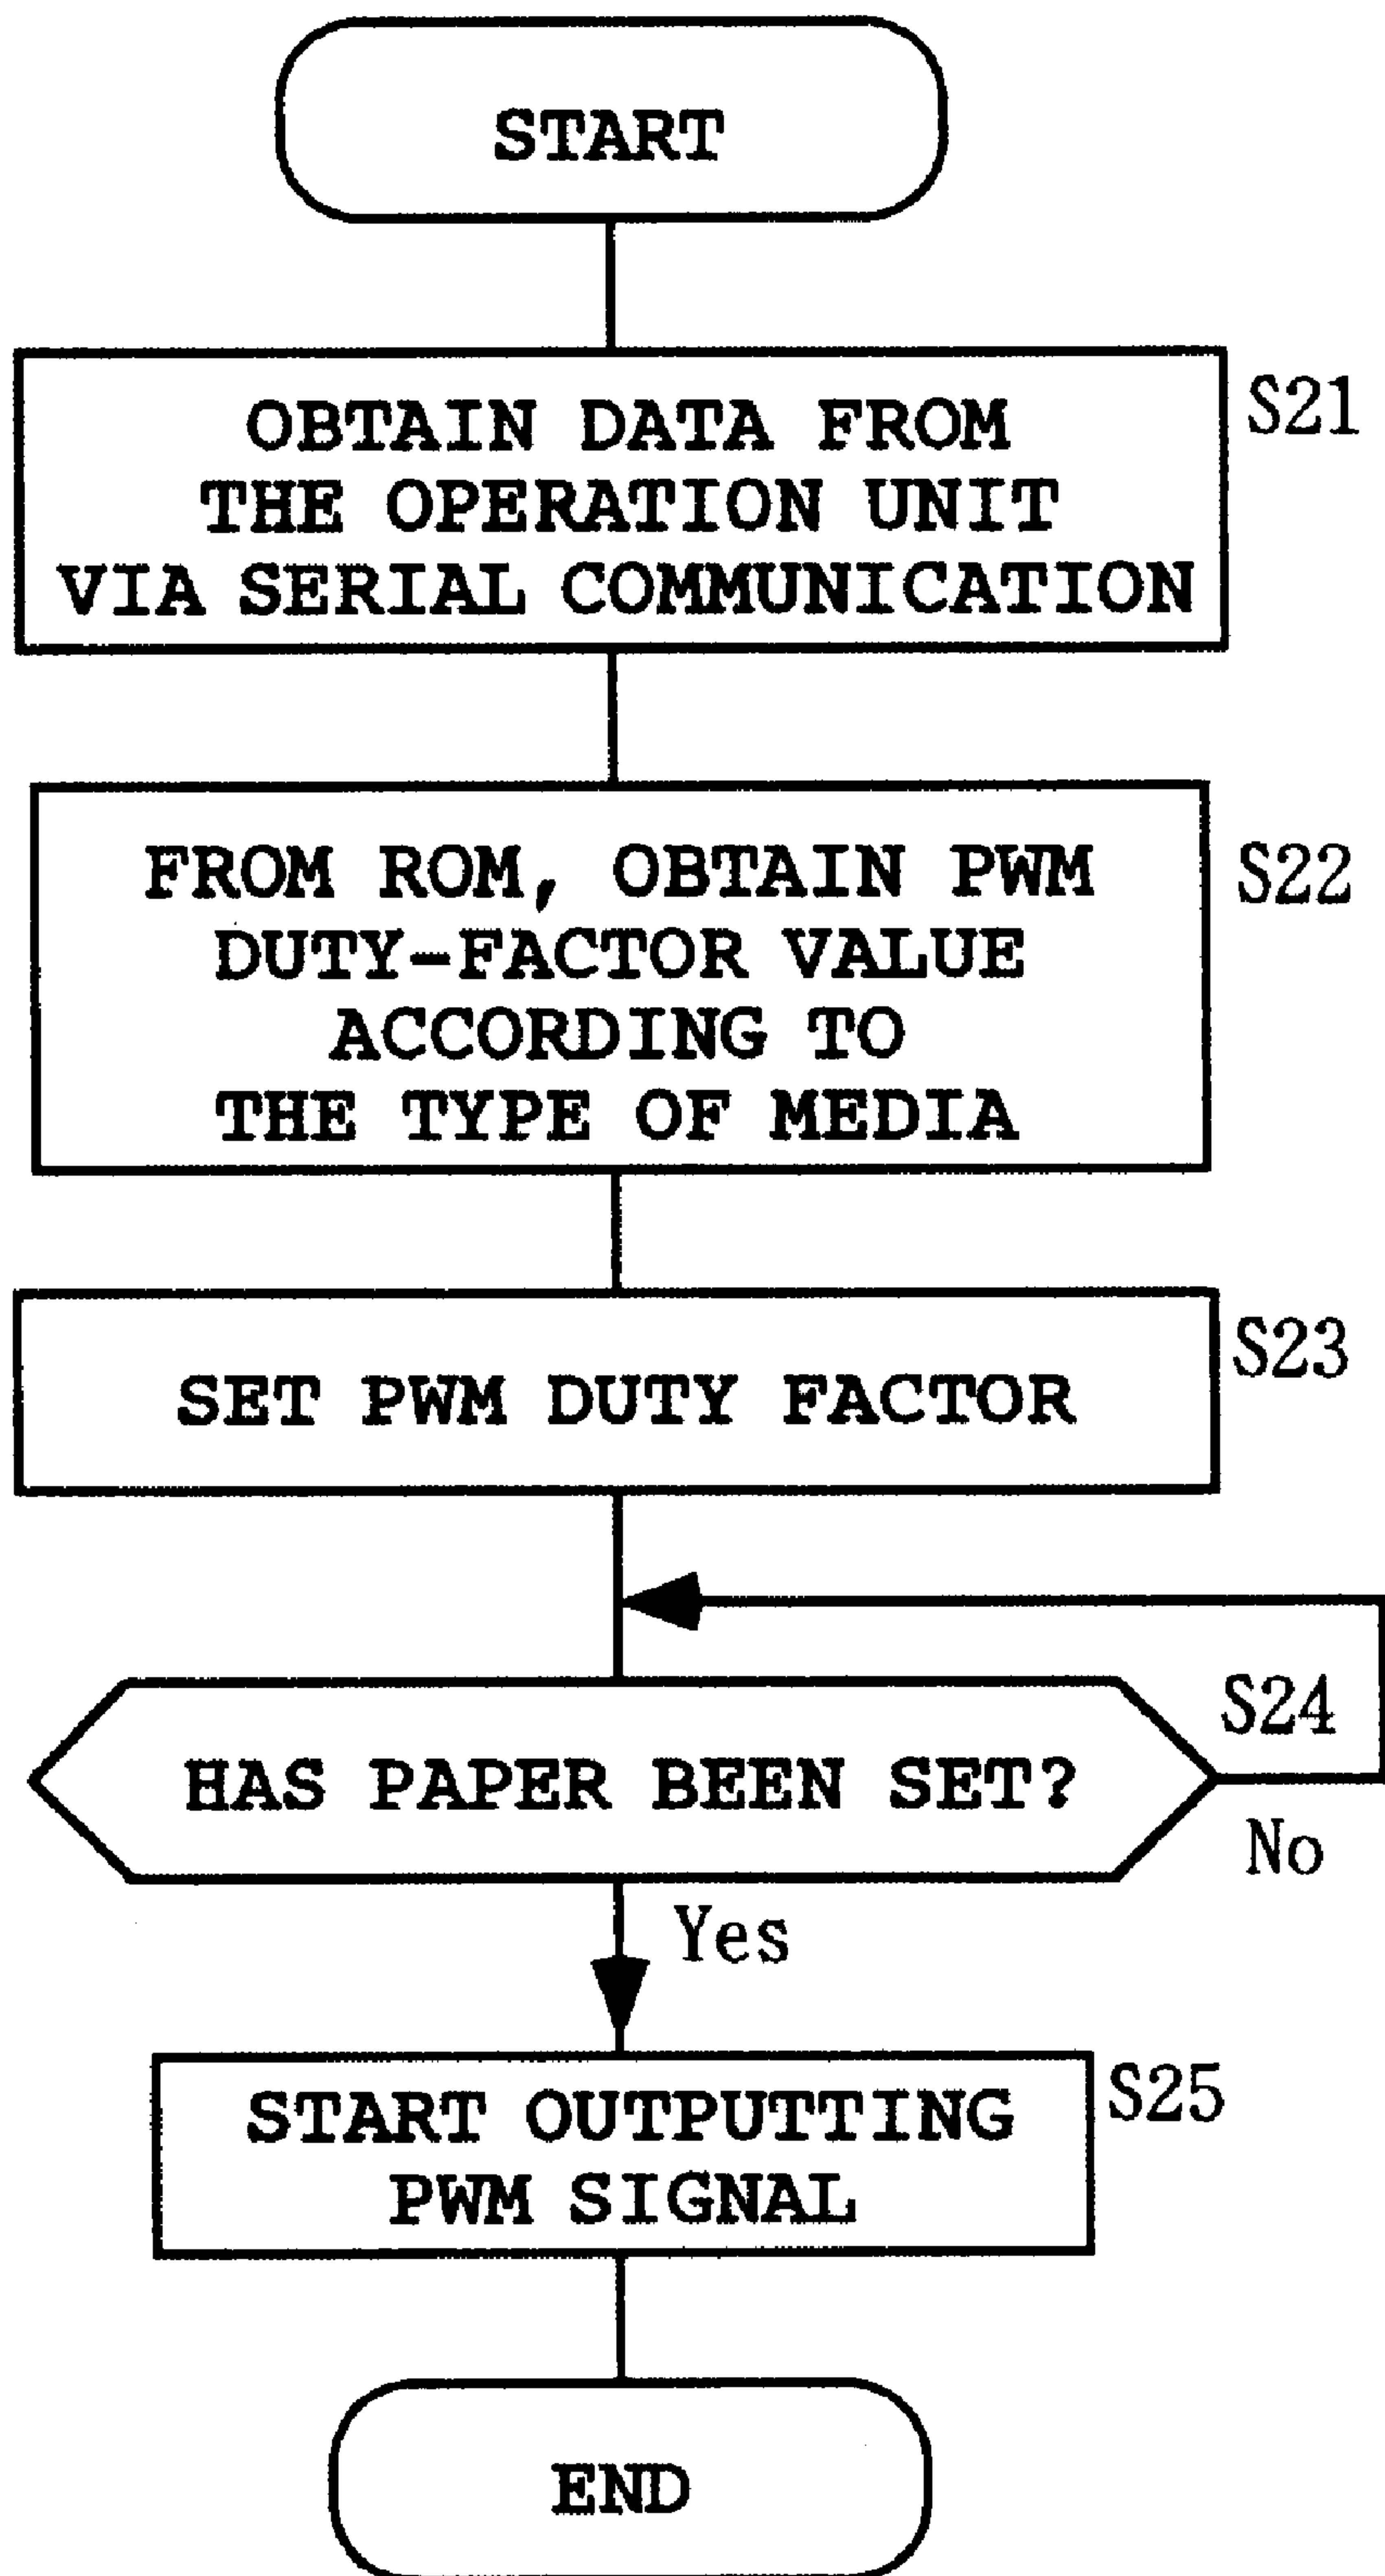 START
OBTAIN DATA FROM
THE OPERATION UNIT
VIA SERIAL COMMUNICATION
S21
FROM ROM, OBTAIN PWM
DUTY-FACTOR VALUE
ACCORDING TO
THE TYPE OF MEDIA
S22
SET PWM DUTY FACTOR
S23
HAS PAPER BEEN SET?
S24
No
Yes
START OUTPUTTING
PWM SIGNAL
S25
END